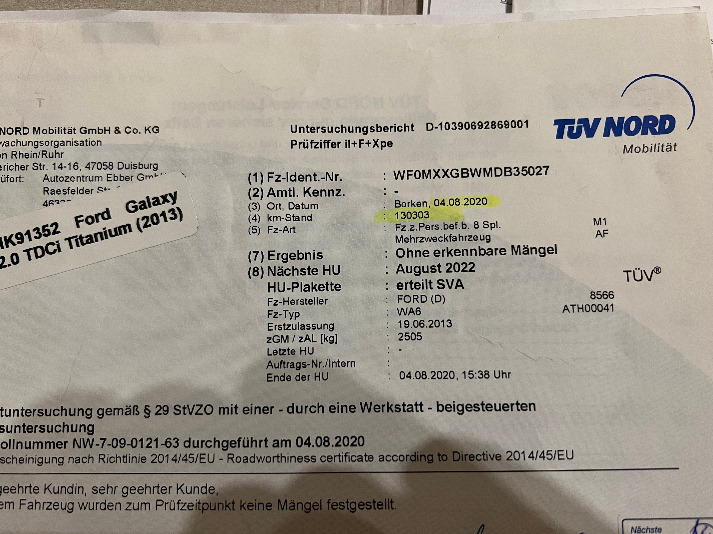 NORD Mobilität GmbH & Co. KG
wachungsorganisation
n Rhein/Ruhr
ericher Str. 14-16, 47058 Duisburg
üfort: Autozentrum Ebber
Raesfelder
HK91352 Ford Galaxy
2.0 TDCi Titanium (2013)
Untersuchungsbericht D-10390692869001
Prüfziffer iI+F+Xpe
TÜV NORD
Mobilität
(1) Fz-Ident.-Nr. : WF0MXXGBWMDB35027
(2) Amtl. Kennz. : -
(3) Ort, Datum : Borken, 04.08.2020
(4) km-Stand : 130303
(5) Fz-Art : Fz.z.Pers.bef.b. 8 Spl. M1
Mehrzweckfahrzeug AF
(7) Ergebnis : Ohne erkennbare Mängel
(8) Nächste HU : August 2022
TÜV®
HU-Plakette : erteilt SVA
Fz-Hersteller : FORD (D) 8566
Fz-Typ : WA6 ATH00041
Erstzulassung : 19.06.2013
zGM / zAL [kg] : 2505
Letzte HU : -
Auftrags-Nr./Intern :
Ende der HU : 04.08.2020, 15:38 Uhr
tuntersuchung gemäß § 29 StVZO mit einer - durch eine Werkstatt - beigesteuerten
suntersuchung
ollnummer NW-7-09-0121-63 durchgeführt am 04.08.2020
scheinigung nach Richtlinie 2014/45/EU - Roadworthiness certificate according to Directive 2014/45/EU
geehrte Kundin, sehr geehrter Kunde,
em Fahrzeug wurden zum Prüfzeitpunkt keine Mängel festgestellt.
Nächste